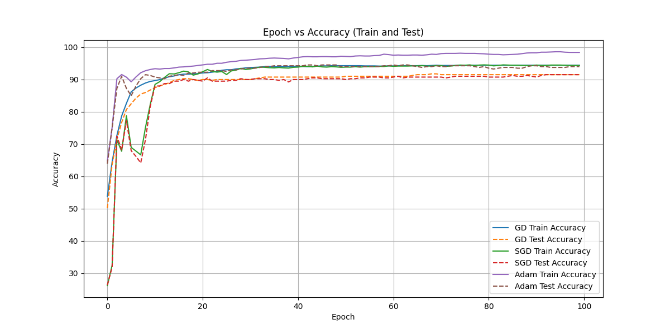 Epoch vs Accuracy (Train and Test)
100
90
80
70
60
50
40
30
Accuracy
0
20
40
60
80
100
Epoch
GD Train Accuracy
GD Test Accuracy
SGD Train Accuracy
SGD Test Accuracy
Adam Train Accuracy
Adam Test Accuracy